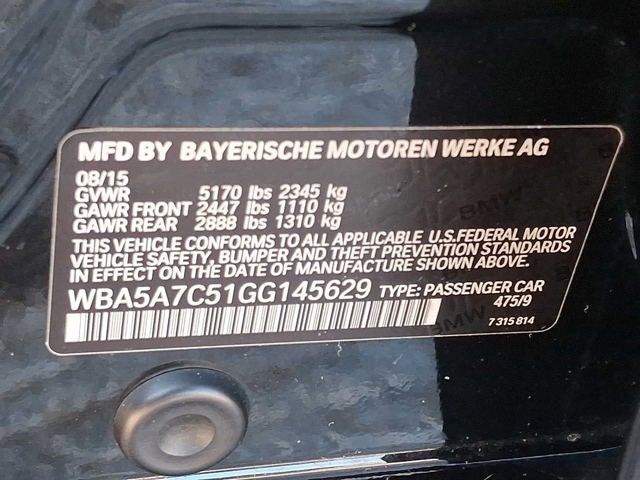 MFD BY BAYERISCHE MOTOREN WERKE AG
08/15
GVWR 5170 lbs 2345 kg
GAWR FRONT 2447 lbs 1110 kg
GAWR REAR 2888 lbs 1310 kg
THIS VEHICLE CONFORMS TO ALL APPLICABLE U.S.FEDERAL MOTOR
VEHICLE SAFETY, BUMPER AND THEFT PREVENTION STANDARDS
IN EFFECT ON THE DATE OF MANUFACTURE SHOWN ABOVE.
WBA5A7C51GG145629 TYPE: PASSENGER CAR
475/9
7 315 814
BMW
BMW